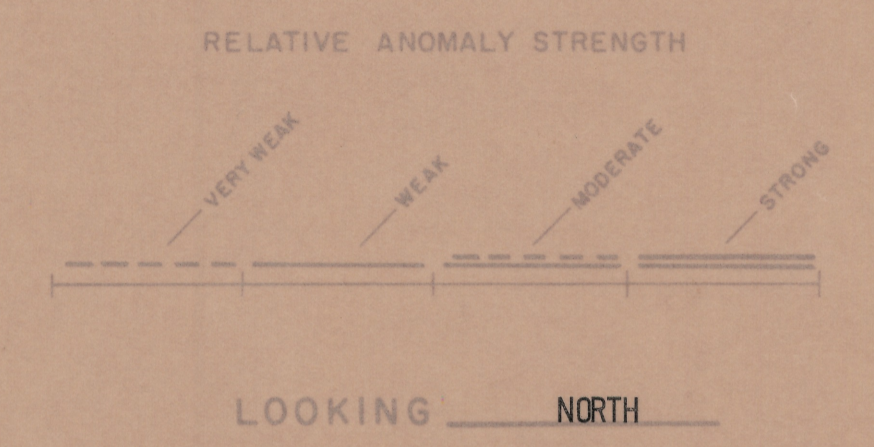 RELATIVE ANOMALY STRENGTH
VERY WEAK
WEAK
MODERATE
STRONG
LOOKING NORTH